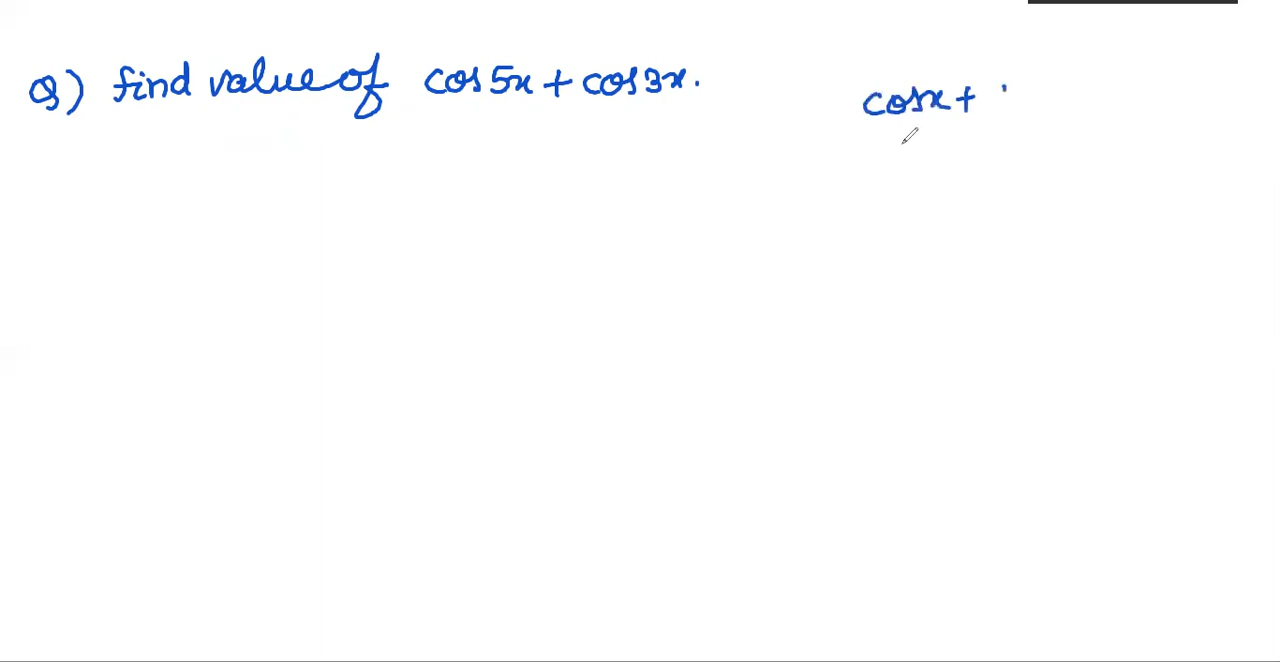 Q) find value of cos5x + cos3x.
cosx +